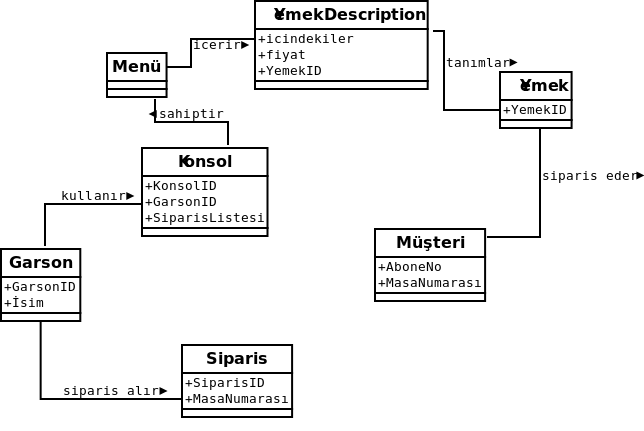 YemekDescription
+icindekiler
+fiyat
+YemekID
icerir
Menü
tanımlar
Yemek
+YemekID
sahiptir
Konsol
+KonsolID
+GarsonID
+SiparisListesi
kullanır
siparis eder
Müşteri
+AboneNo
+MasaNumarası
Garson
+GarsonID
+İsim
Siparis
+SiparisID
+MasaNumarası
siparis alır